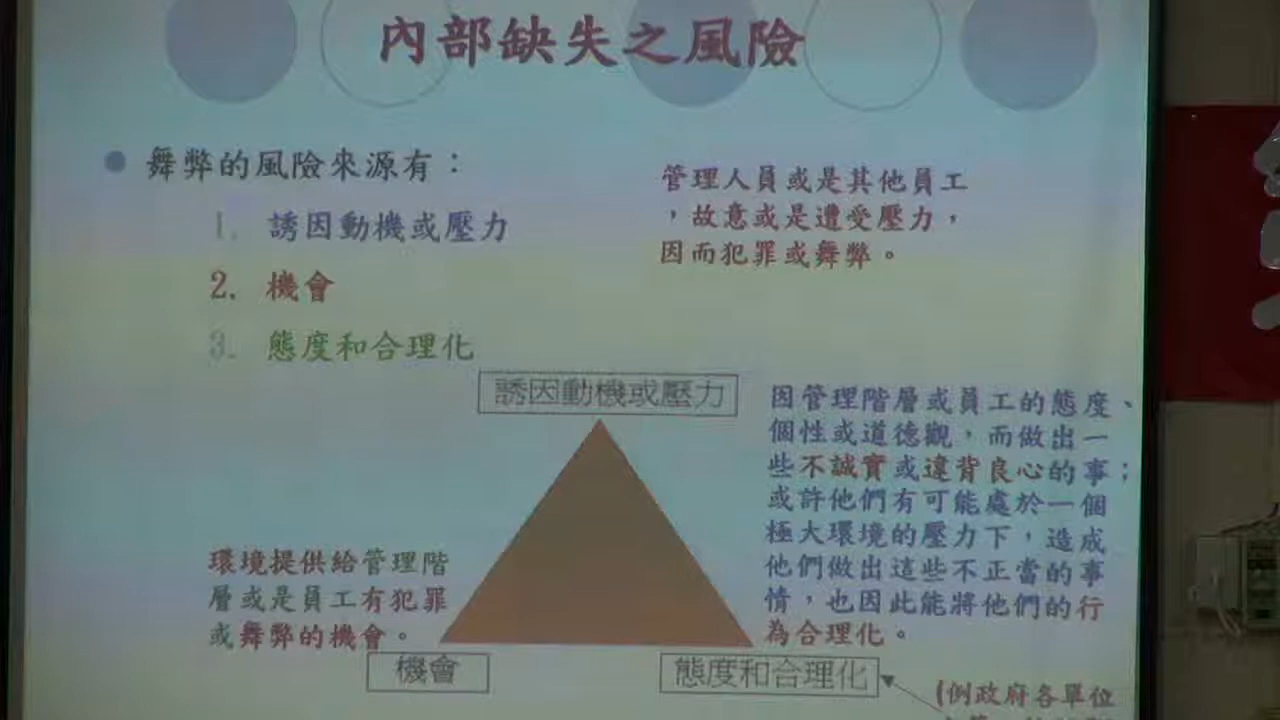 內部缺失之風險
舞弊的風險來源有：
1. 誘因動機或壓力
2. 機會
3. 態度和合理化
管理人員或是其他員工
，故意或是遭受壓力，
因而犯罪或舞弊。
誘因動機或壓力
因管理階層或員工的態度、
個性或道德觀，而做出一
些不誠實或違背良心的事；
或許他們有可能處於一個
極大環境的壓力下，造成
他們做出這些不正當的事
情，也因此能將他們的行
為合理化。
環境提供給管理階
層或是員工有犯罪
或舞弊的機會。
機會
態度和合理化
(例政府各單位